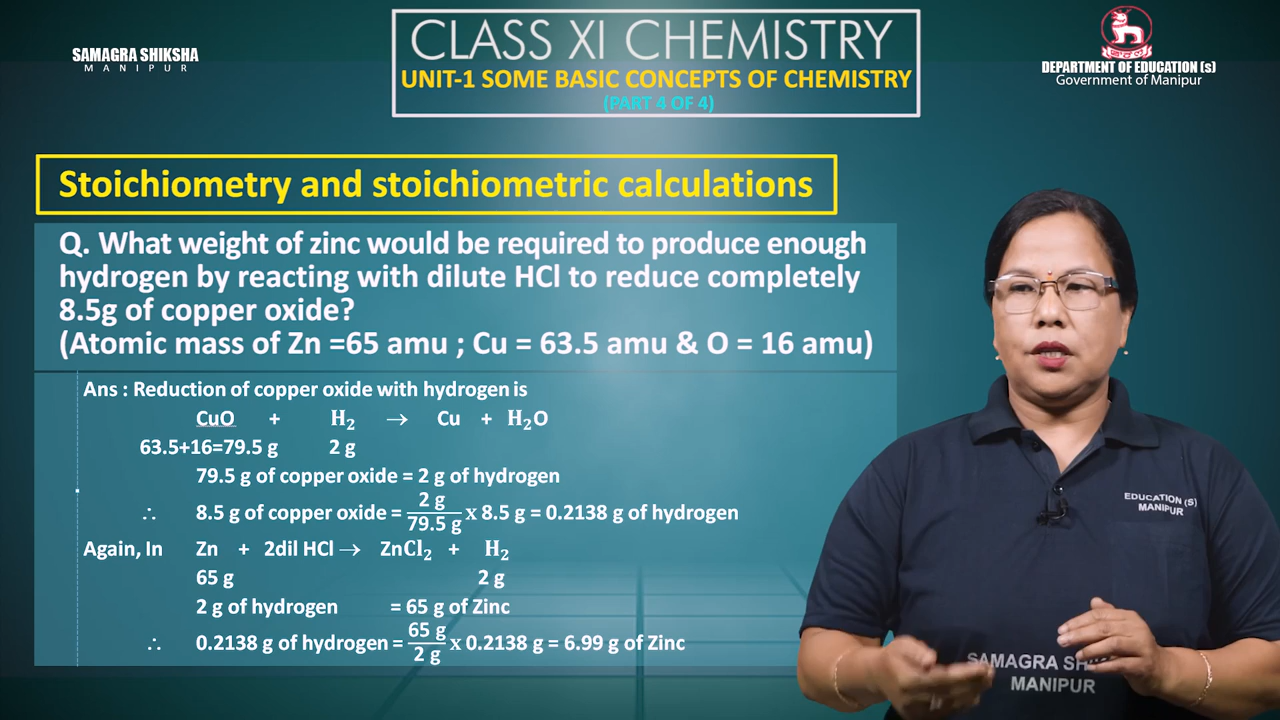 SAMAGRA SHIKSHA
MANIPUR
CLASS XI CHEMISTRY
UNIT-1 SOME BASIC CONCEPTS OF CHEMISTRY
(PART 4 OF 4)
DEPARTMENT OF EDUCATION (s)
Government of Manipur
Stoichiometry and stoichiometric calculations
Q. What weight of zinc would be required to produce enough
hydrogen by reacting with dilute HCl to reduce completely
8.5g of copper oxide?
(Atomic mass of Zn =65 amu ; Cu = 63.5 amu & O = 16 amu)
Ans : Reduction of copper oxide with hydrogen is
CuO + H₂ → Cu + H₂O
63.5+16=79.5 g 2 g
79.5 g of copper oxide = 2 g of hydrogen
∴ 8.5 g of copper oxide = 2 g/79.5 g x 8.5 g = 0.2138 g of hydrogen
Again, In Zn + 2dil HCl → ZnCl₂ + H₂
65 g 2 g
2 g of hydrogen = 65 g of Zinc
∴ 0.2138 g of hydrogen = 65 g/2 g x 0.2138 g = 6.99 g of Zinc
EDUCATION (S)
MANIPUR
SAMAGRA
MANIPUR